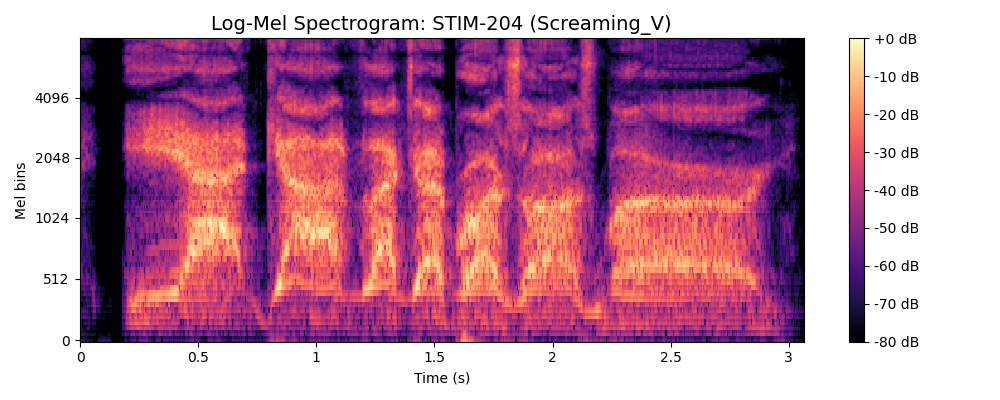 Log-Mel Spectrogram: STIM-204 (Screaming_V)
Mel bins
4096
2048
1024
512
0
0
0.5
1
1.5
2
2.5
3
Time (s)
+0 dB
-10 dB
-20 dB
-30 dB
-40 dB
-50 dB
-60 dB
-70 dB
-80 dB